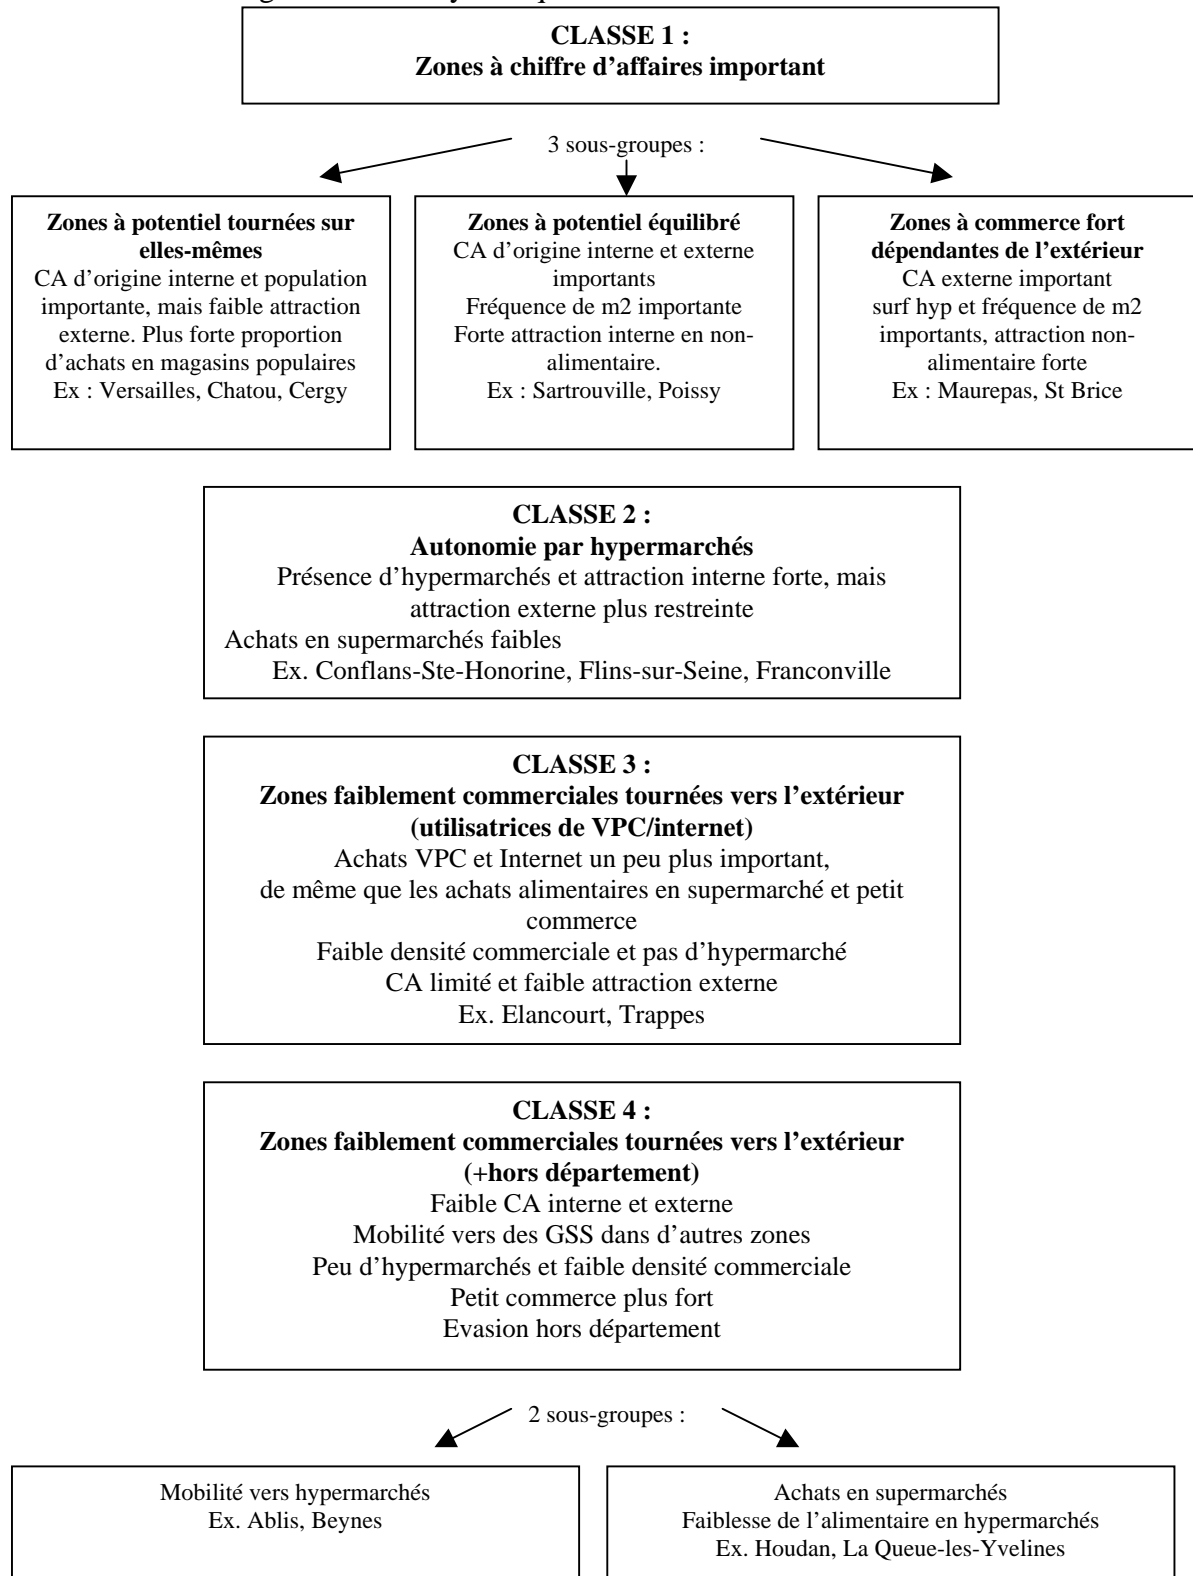 CLASSE 1 :
Zones à chiffre d’affaires important
3 sous-groupes :
Zones à potentiel tournées sur
elles-mêmes
CA d’origine interne et population
importante, mais faible attraction
externe. Plus forte proportion
d’achats en magasins populaires
Ex : Versailles, Chatou, Cergy
Zones à potentiel équilibré
CA d’origine interne et externe
importants
Fréquence de m2 importante
Forte attraction interne en non-
alimentaire.
Ex : Sartrouville, Poissy
Zones à commerce fort
dépendantes de l’extérieur
CA externe important
surf hyp et fréquence de m2
importants, attraction non-
alimentaire forte
Ex : Maurepas, St Brice
CLASSE 2 :
Autonomie par hypermarchés
Présence d’hypermarchés et attraction interne forte, mais
attraction externe plus restreinte
Achats en supermarchés faibles
Ex. Conflans-Ste-Honorine, Flins-sur-Seine, Franconville
CLASSE 3 :
Zones faiblement commerciales tournées vers l’extérieur
(utilisatrices de VPC/internet)
Achats VPC et Internet un peu plus important,
de même que les achats alimentaires en supermarché et petit
commerce
Faible densité commerciale et pas d’hypermarché
CA limité et faible attraction externe
Ex. Elancourt, Trappes
CLASSE 4 :
Zones faiblement commerciales tournées vers l’extérieur
(+hors département)
Faible CA interne et externe
Mobilité vers des GSS dans d’autres zones
Peu d’hypermarchés et faible densité commerciale
Petit commerce plus fort
Evasion hors département
2 sous-groupes :
Mobilité vers hypermarchés
Ex. Ablis, Beynes
Achats en supermarchés
Faiblesse de l’alimentaire en hypermarchés
Ex. Houdan, La Queue-les-Yvelines